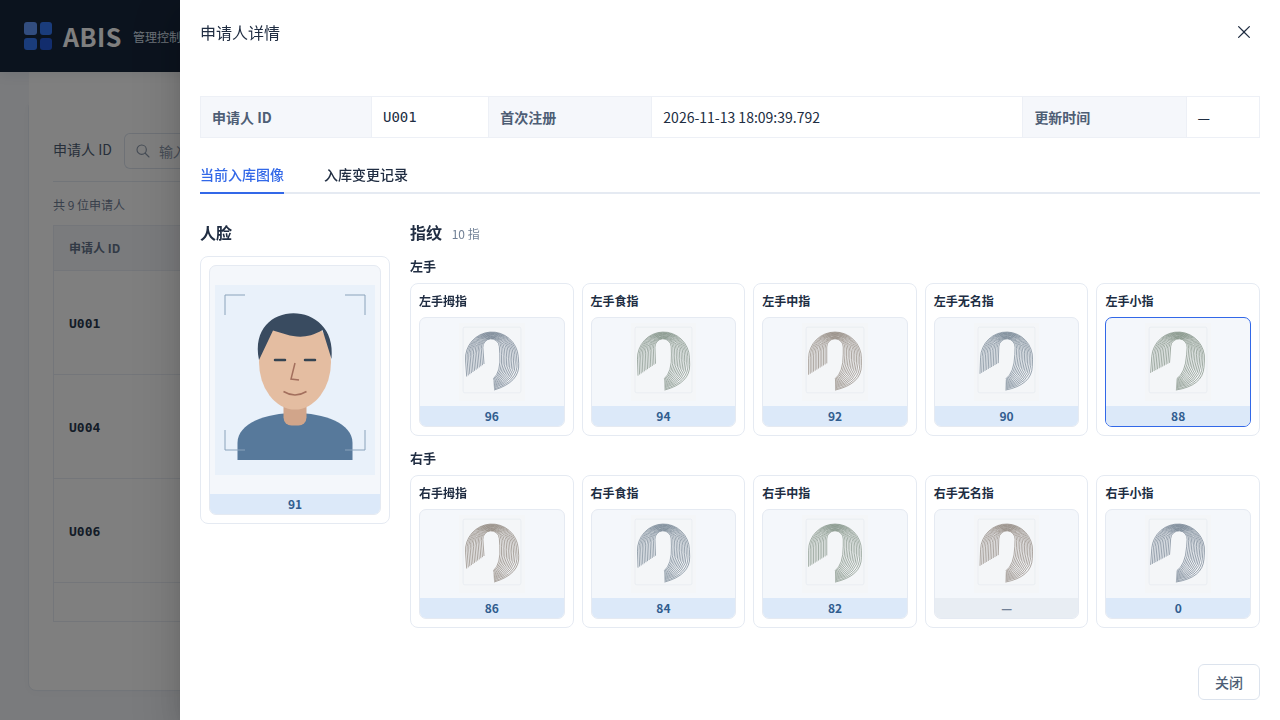 ABIS 管理控制
申请人详情
申请人 ID U001 首次注册 2026-11-13 18:09:39.792 更新时间 —
申请人 ID 输入
当前入库图像 入库变更记录
共 9 位申请人
人脸
指纹 10 指
申请人 ID
左手
左手拇指 左手食指 左手中指 左手无名指 左手小指
U001
96 94 92 90 88
U004
右手
右手拇指 右手食指 右手中指 右手无名指 右手小指
91
U006
86 84 82 — 0
关闭